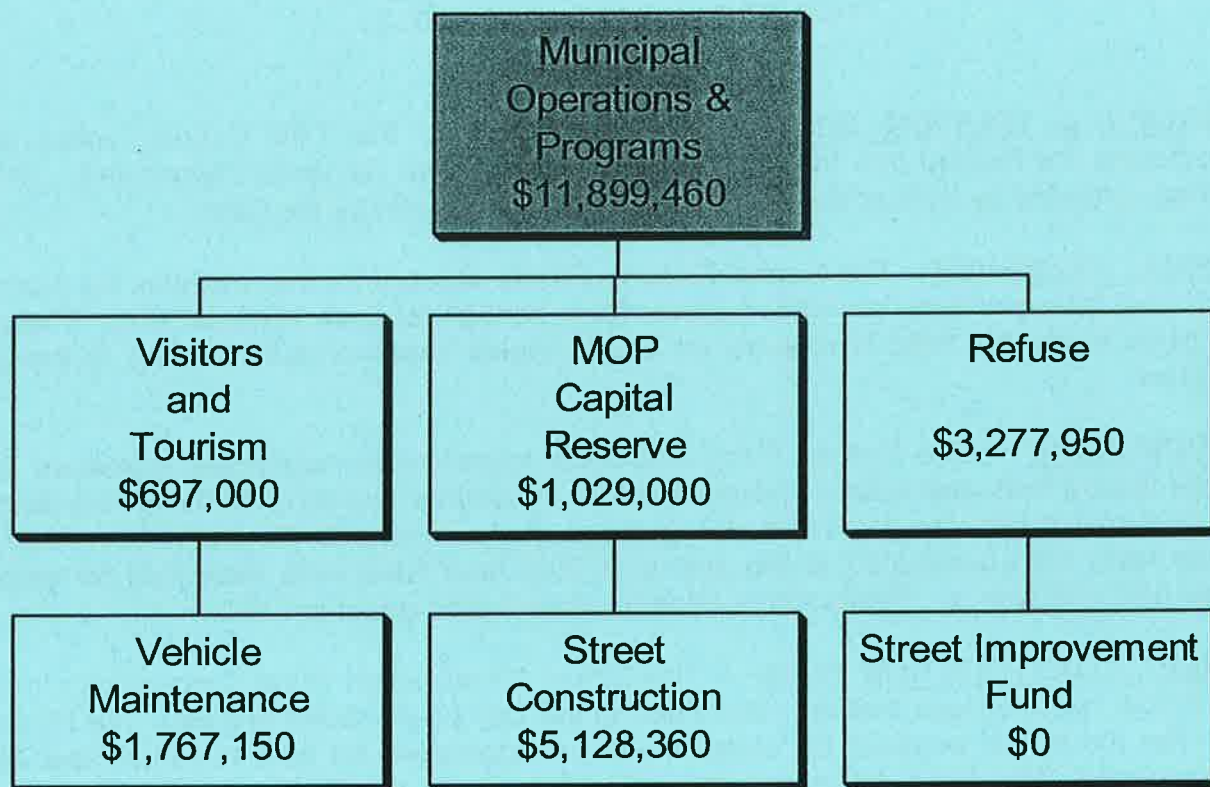 Municipal
Operations &
Programs
$11,899,460
Visitors
and
Tourism
$697,000
MOP
Capital
Reserve
$1,029,000
Refuse
$3,277,950
Vehicle
Maintenance
$1,767,150
Street
Construction
$5,128,360
Street Improvement
Fund
$0